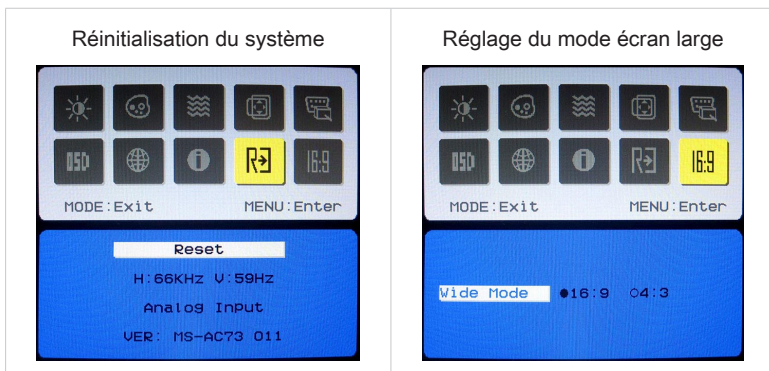 Réinitialisation du système
OSD
R
16:9
MODE:Exit MENU:Enter
Reset
H:66KHz V:59Hz
Analog Input
VER: MS-AC73 011
Réglage du mode écran large
OSD
R
16:9
MODE:Exit MENU:Enter
Wide Mode ●16:9 ○4:3